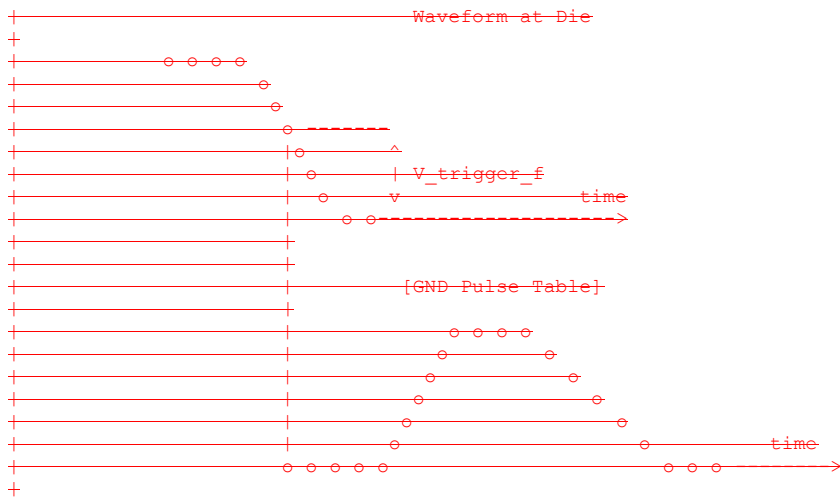 |                                 Waveform at Die
|
|            o o o o
|                    o
|                     o
|                      o -------
|                      |o       ^
|                      | o      | V_trigger_f
|                         o     v               time
|                           o o-------------------->
|                      |
|                      |
|                      |         [GND Pulse Table]
|                      |
|                      |             o o o o
|                      |            o        o
|                      |           o           o
|                      |          o              o
|                      |         o                 o
|                      |        o                    o          time
|                      o o o o o                       o o o -------->
|